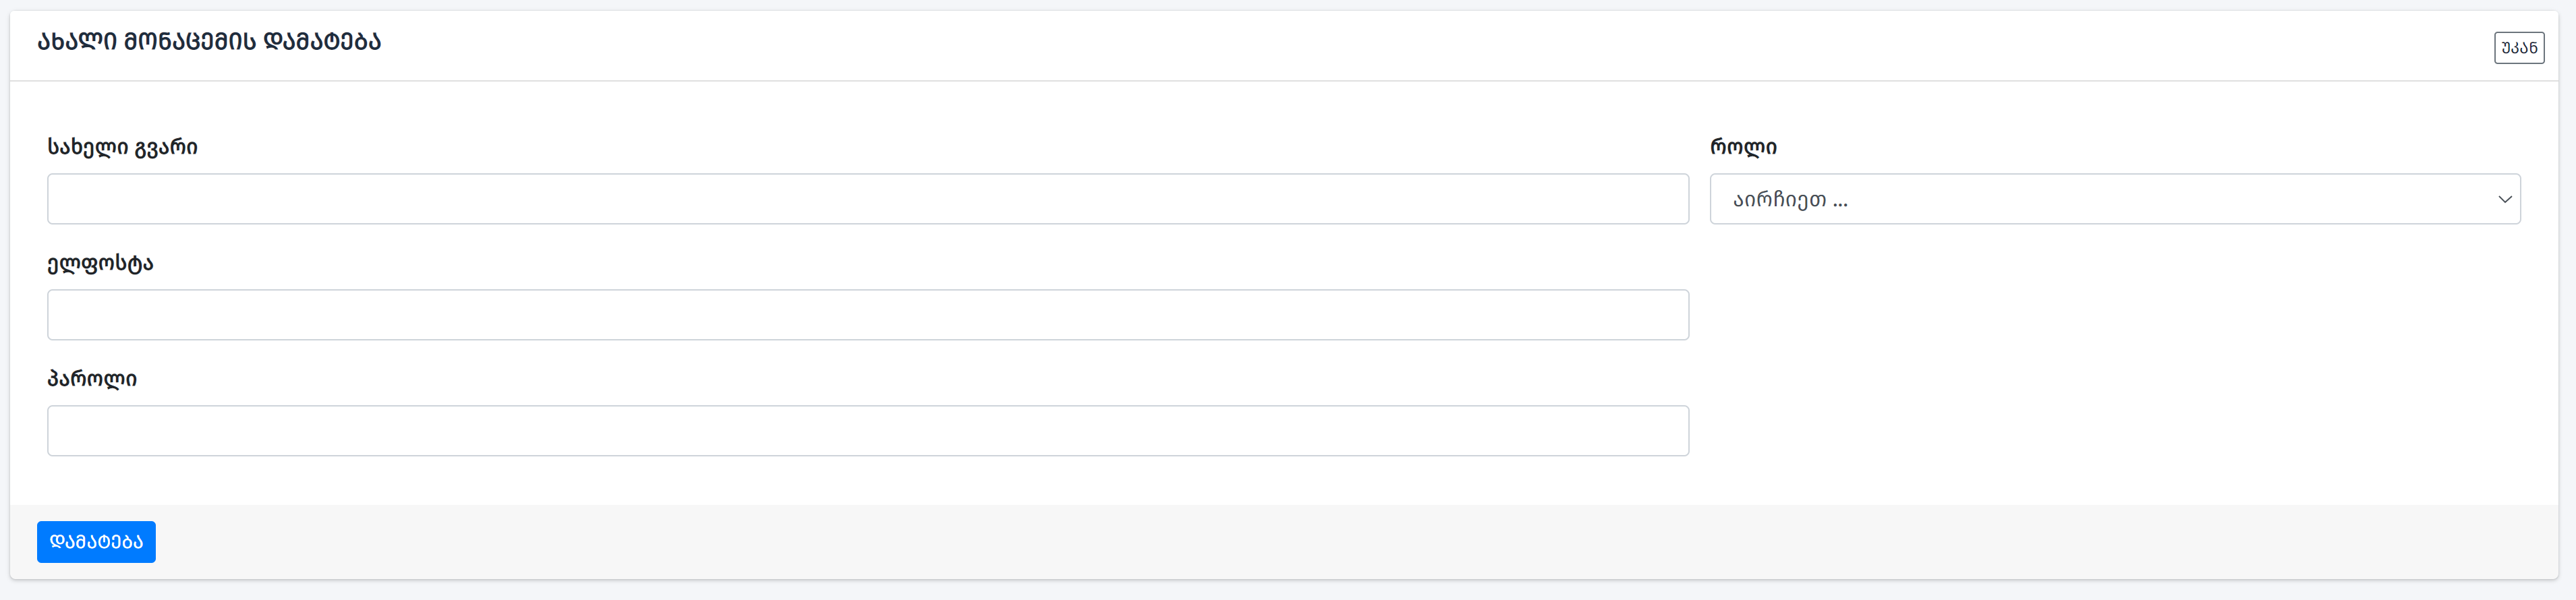 ახალი მონაცემის დამატება
უკან
სახელი გვარი
როლი
აირჩიეთ ...
ელფოსტა
პაროლი
დამატება